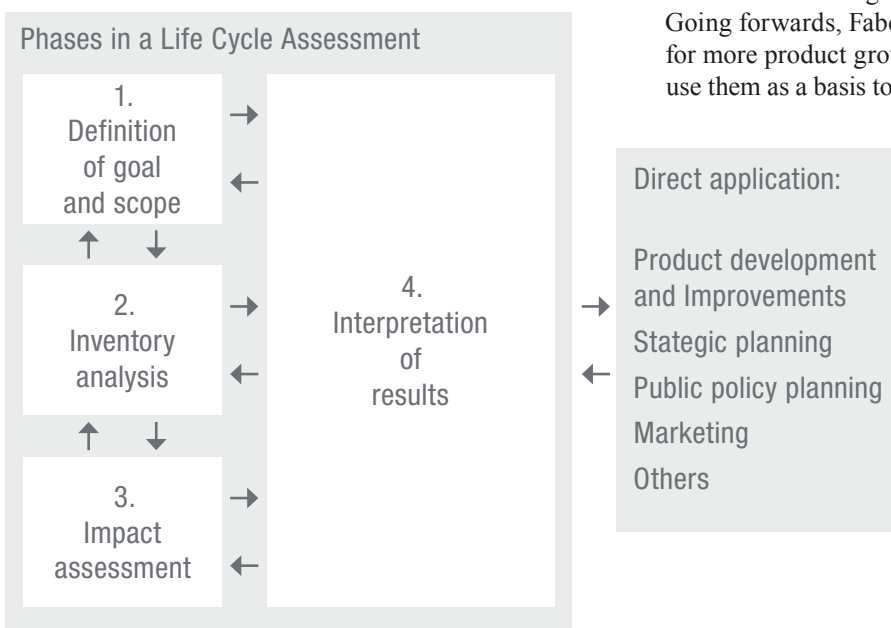 Going forwards,
for more product
use them as a basis to
Phases in a Life Cycle Assessment
1.
Definition
of goal
and scope
2.
Inventory
analysis
3.
Impact
assessment
4.
Interpretation
of
results
Direct application:
Product development
and Improvements
Stategic planning
Public policy planning
Marketing
Others